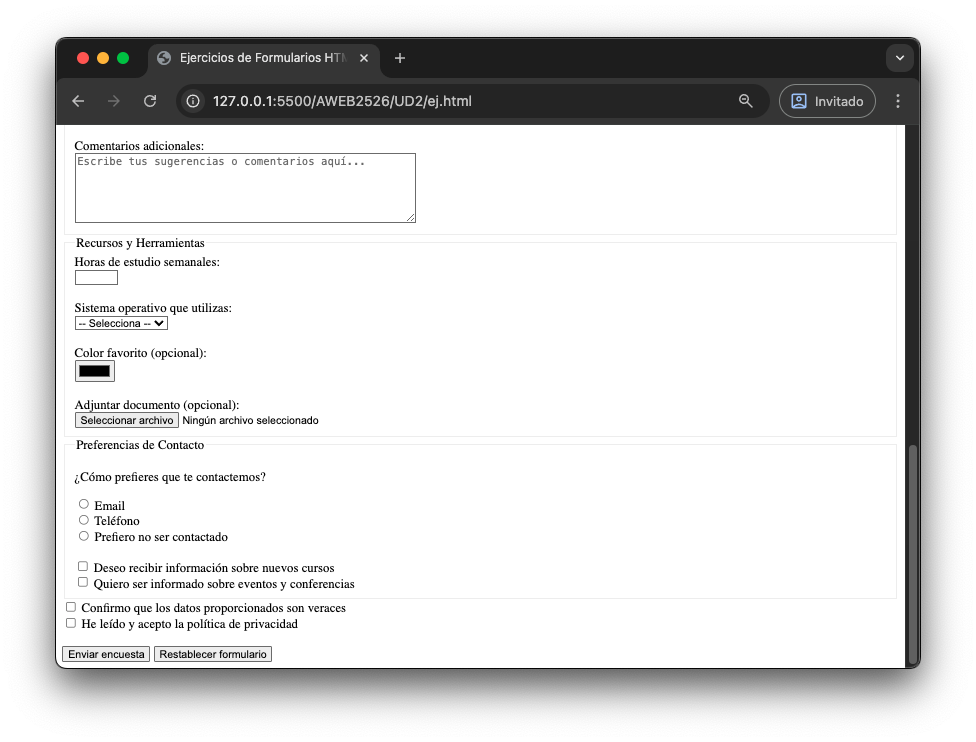 Ejercicios de Formularios HTM
127.0.0.1:5500/AWEB2526/UD2/ej.html
Invitado
Comentarios adicionales:
Escribe tus sugerencias o comentarios aquí...
Recursos y Herramientas
Horas de estudio semanales:
Sistema operativo que utilizas:
-- Selecciona --
Color favorito (opcional):
Adjuntar documento (opcional):
Seleccionar archivo Ningún archivo seleccionado
Preferencias de Contacto
¿Cómo prefieres que te contactemos?
Email
Teléfono
Prefiero no ser contactado
Deseo recibir información sobre nuevos cursos
Quiero ser informado sobre eventos y conferencias
Confirmo que los datos proporcionados son veraces
He leído y acepto la política de privacidad
Enviar encuesta Restablecer formulario